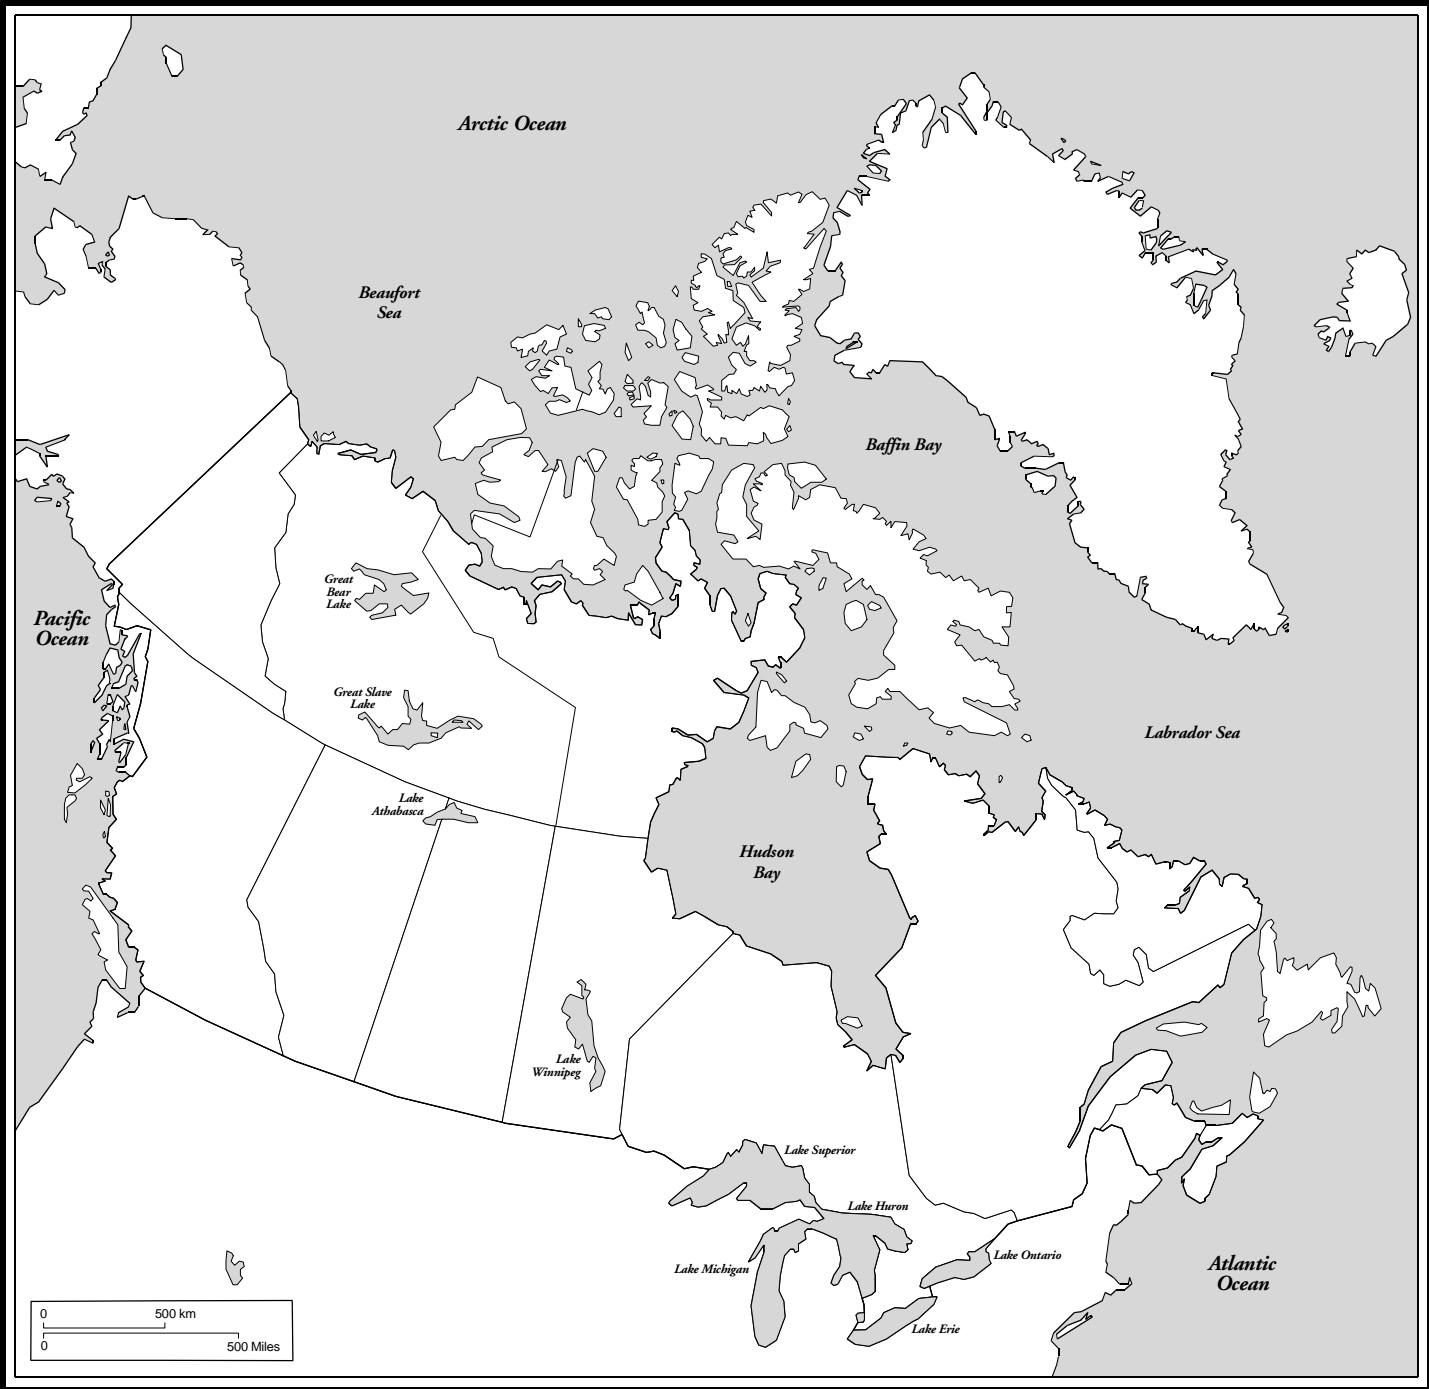 Arctic Ocean
Beaufort
Sea
Baffin Bay
Great
Bear
Lake
Pacific
Ocean
Great Slave
Lake
Labrador Sea
Lake
Athabasca
Hudson
Bay
Lake
Winnipeg
Lake Superior
Lake Huron
Lake Ontario
Lake Michigan
Atlantic
Ocean
Lake Erie
0 500 km
0 500 Miles